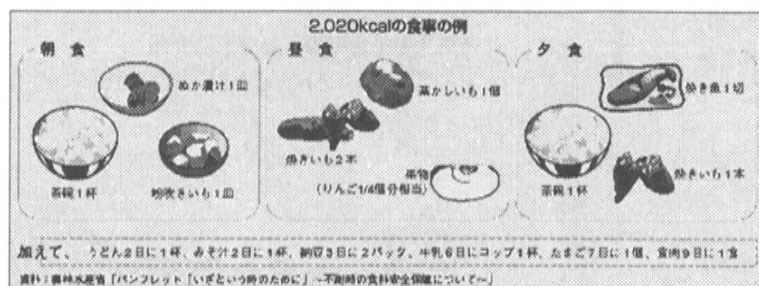 2,020kcalの食事の例
朝 食
昼 食
夕 食
ぬか漬け1皿
蒸かしいも1個
焼き魚1切
焼きいも2本
茶碗1杯
粉吹きいも1皿
果物
(りんご1/4個分相当)
茶碗1杯
焼きいも1本
加えて、 うどん2日に1杯、みそ汁2日に1杯、納豆3日に2パック、牛乳6日にコップ1杯、たまご7日に1個、食肉9日に1食
資料:農林水産省「パンフレット「いざという時のために」~不測時の食料安全保障について~」